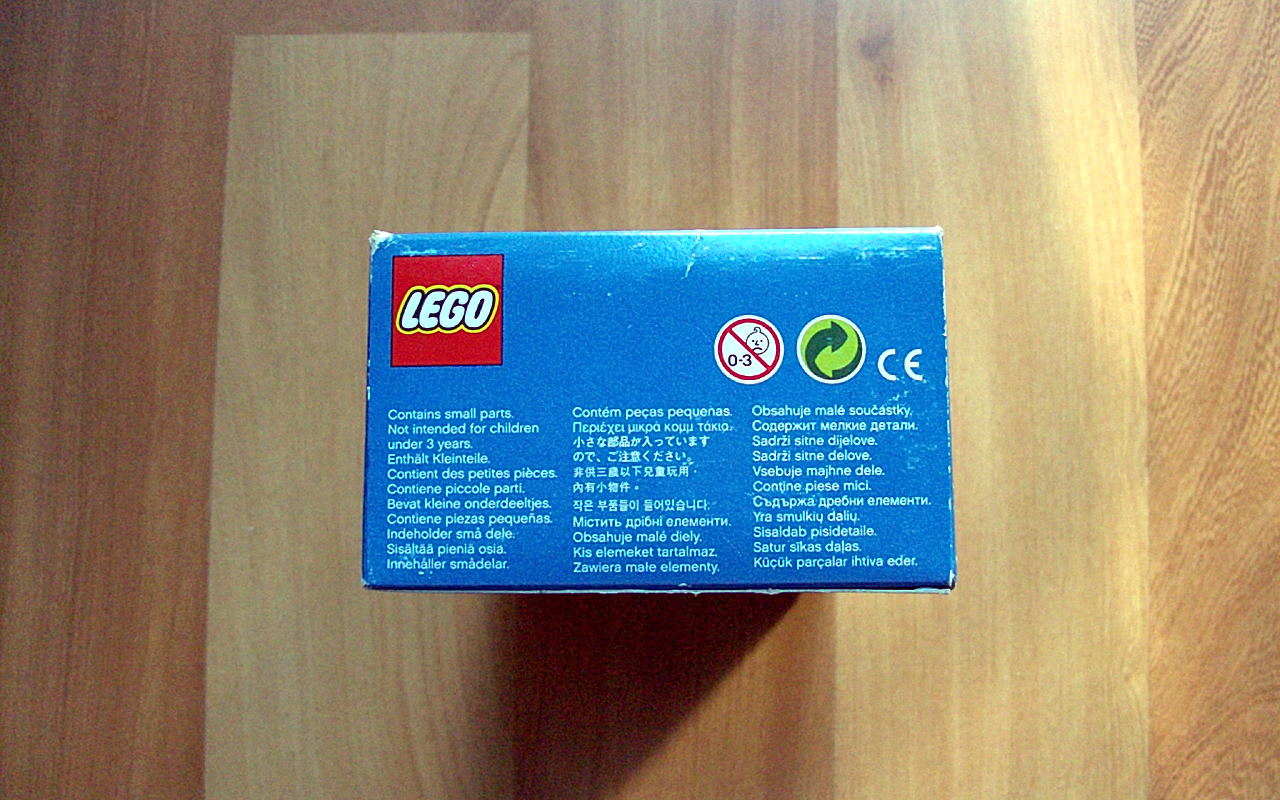 LEGO
0-3
CE
Contains small parts.
Not intended for children
under 3 years.
Enthält Kleinteile.
Contient des petites pièces.
Contiene piccole parti.
Bevat kleine onderdeeltjes.
Contiene piezas pequeñas.
Indeholder små dele.
Sisältää pieniä osia.
Innehåller smådelar.
Contém peças pequenas.
Περιέχει μικρά κομμ τάκια.
小さな部品が入っています
ので、ご注意ください。
非供三歲以下兒童玩用
內有小物件。
작은 부품들이 들어있습니다.
Містить дрібні елементи.
Obsahuje malé diely.
Kis elemeket tartalmaz.
Zawiera małe elementy.
Obsahuje malé součástky.
Содержит мелкие детали.
Sadrži sitne dijelove.
Sadrži sitne delove.
Vsebuje majhne dele.
Conţine piese mici.
Съдържа дребни елементи.
Yra smulkių dalių.
Sisaldab pisidetaile.
Satur sīkas daļas.
Küçük parçalar ihtiva eder.